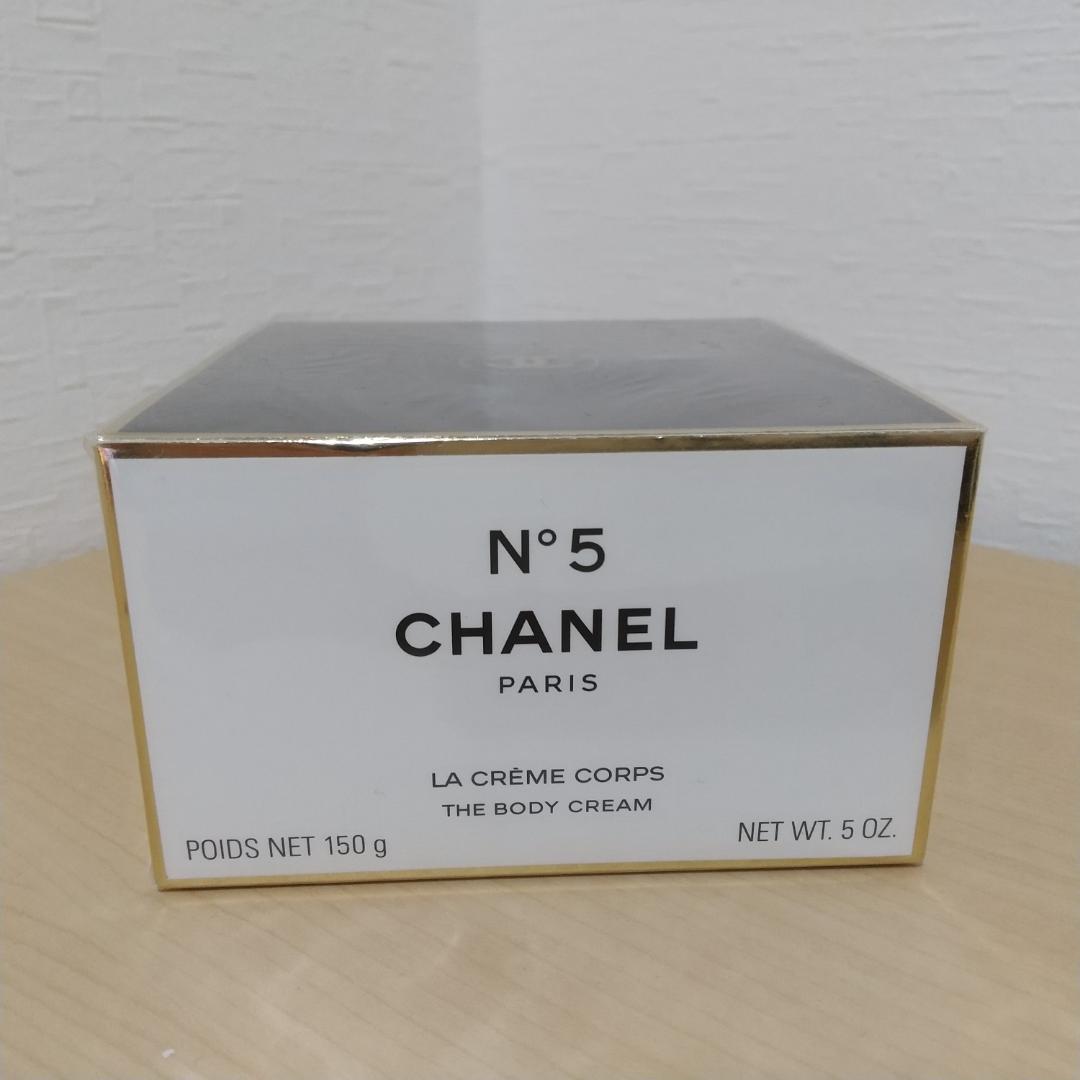 N°5
CHANEL
PARIS
LA CRÈME CORPS
THE BODY CREAM
POIDS NET 150 g
NET WT. 5 OZ.